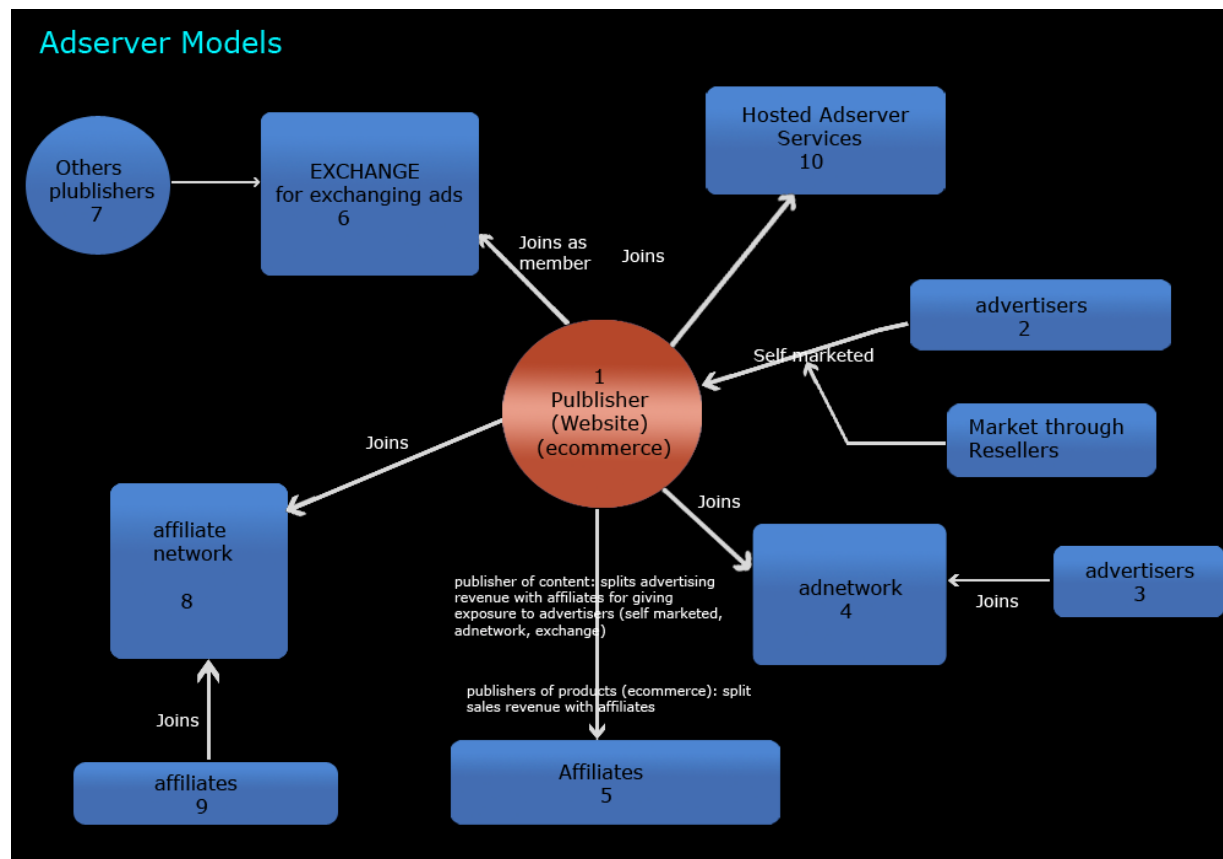 Adserver Models
Others
plublishers
7
EXCHANGE
for exchanging ads
6
Hosted Adserver
Services
10
Joins as
member
Joins
advertisers
2
Self marketed
1
Pulblisher
(Website)
(ecommerce)
Market through
Resellers
Joins
affiliate
network
8
Joins
adnetwork
4
advertisers
3
Joins
publisher of content: splits advertising
revenue with affiliates for giving
exposure to advertisers (self marketed,
adnetwork, exchange)
publishers of products (ecommerce): split
sales revenue with affiliates
Joins
affiliates
9
Affiliates
5